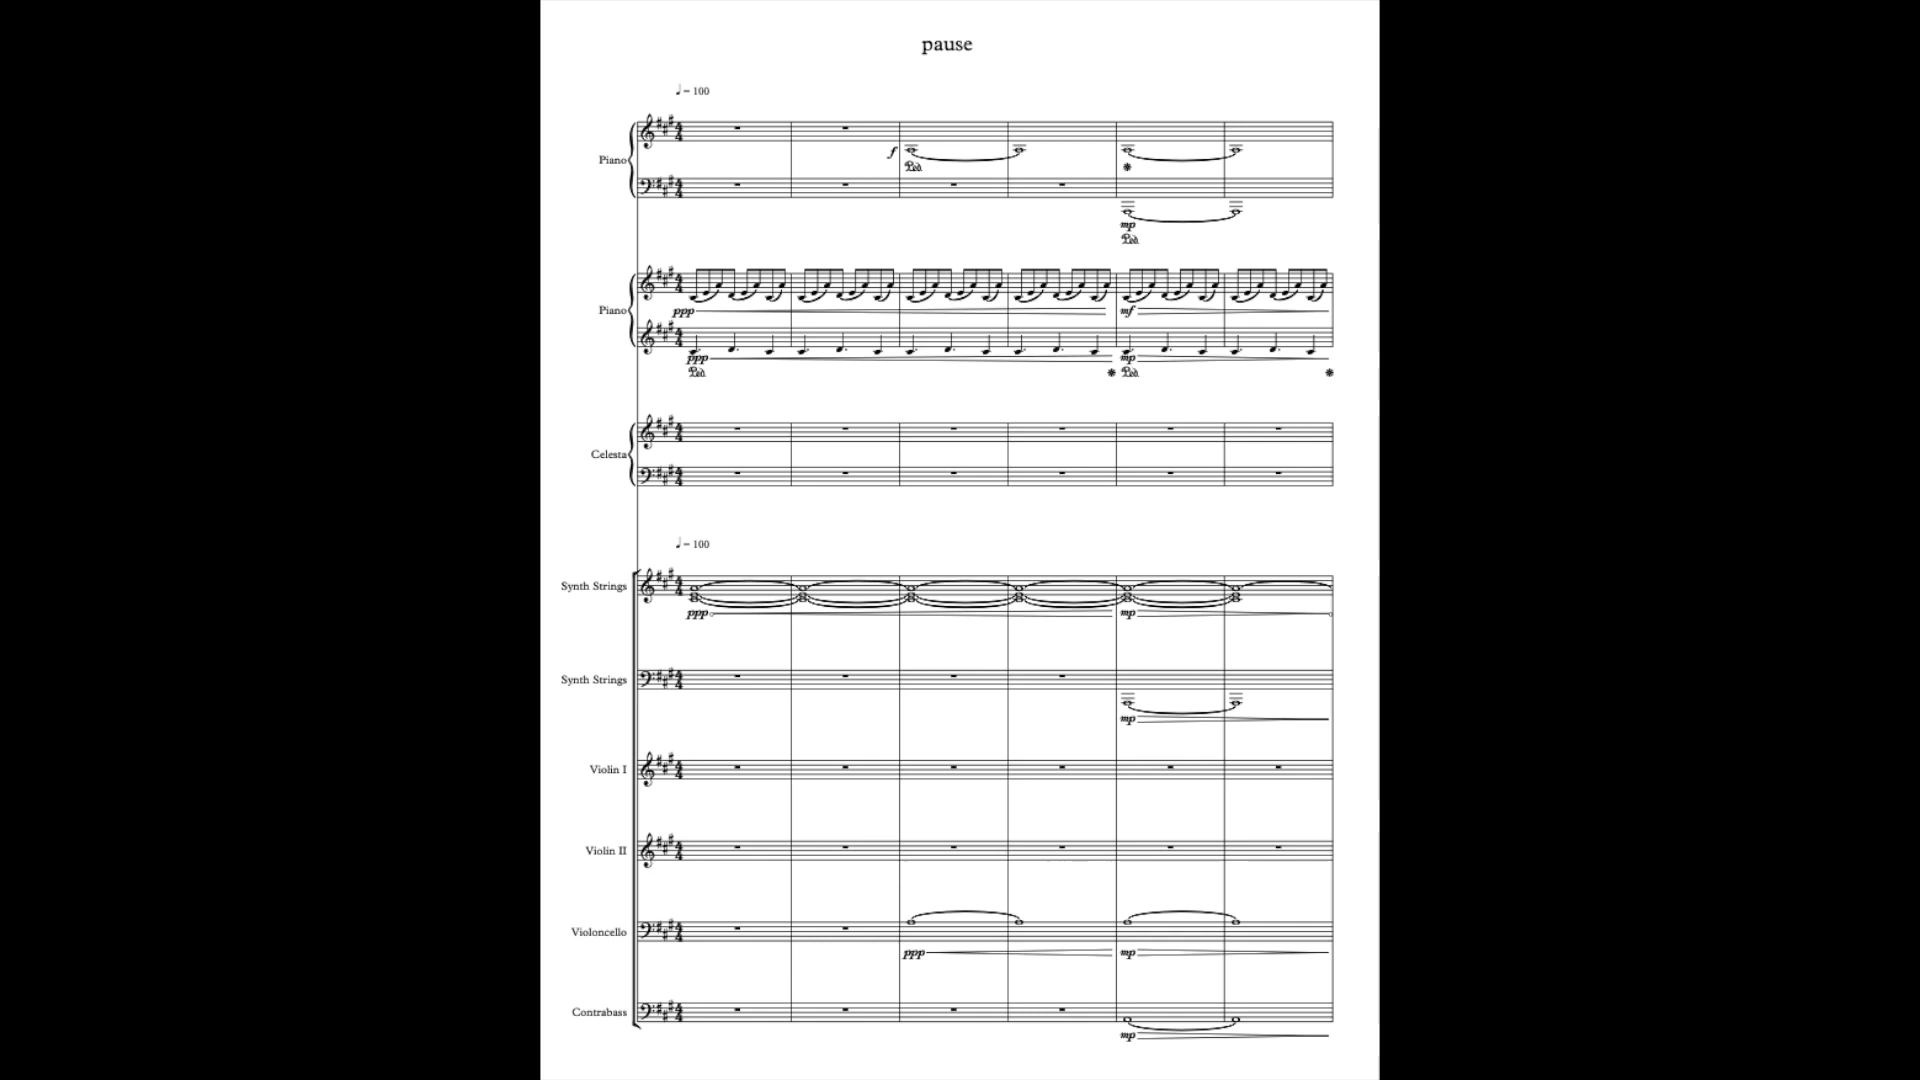 pause
♩= 100
Piano
f
Ped.
mp
Ped.
Piano
ppp
mf
ppp
mp
Ped.
Ped.
Celesta
♩= 100
Synth Strings
ppp
mp
Synth Strings
mp
Violin I
Violin II
Violoncello
ppp
mp
Contrabass
mp